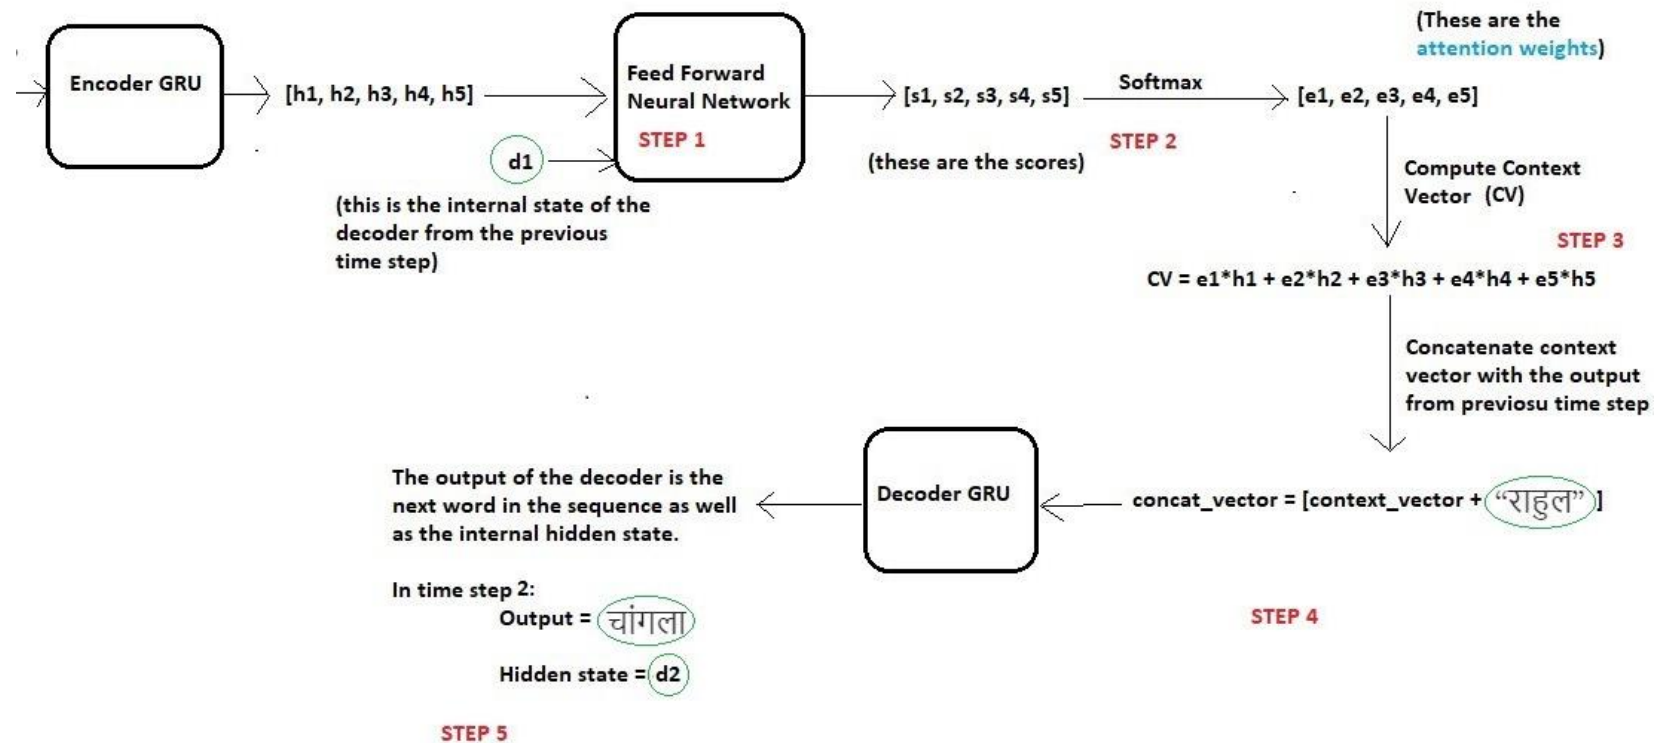 (These are the
attention weights)
Encoder GRU
[h1, h2, h3, h4, h5]
Feed Forward
Neural Network
STEP 1
[s1, s2, s3, s4, s5]
Softmax
[e1, e2, e3, e4, e5]
STEP 2
d1
(these are the scores)
(this is the internal state of the
decoder from the previous
time step)
Compute Context
Vector (CV)
STEP 3
CV = e1*h1 + e2*h2 + e3*h3 + e4*h4 + e5*h5
Concatenate context
vector with the output
from previosu time step
concat_vector = [context_vector + “राहुल” ]
STEP 4
Decoder GRU
The output of the decoder is the
next word in the sequence as well
as the internal hidden state.
In time step 2:
Output = चांगला
Hidden state = d2
STEP 5